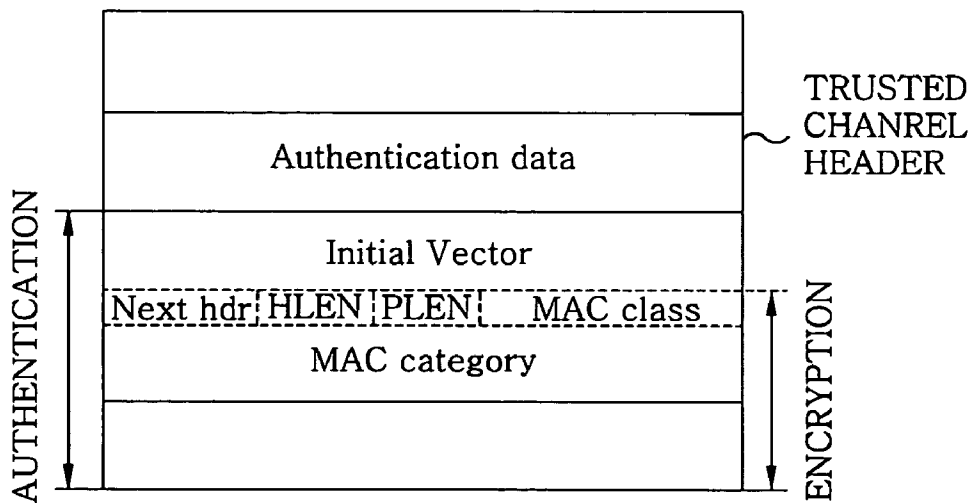 TRUSTED
CHANREL
HEADER
Authentication data
Initial Vector
Next hdr HLEN PLEN MAC class
MAC category
AUTHENTICATION
ENCRYPTION